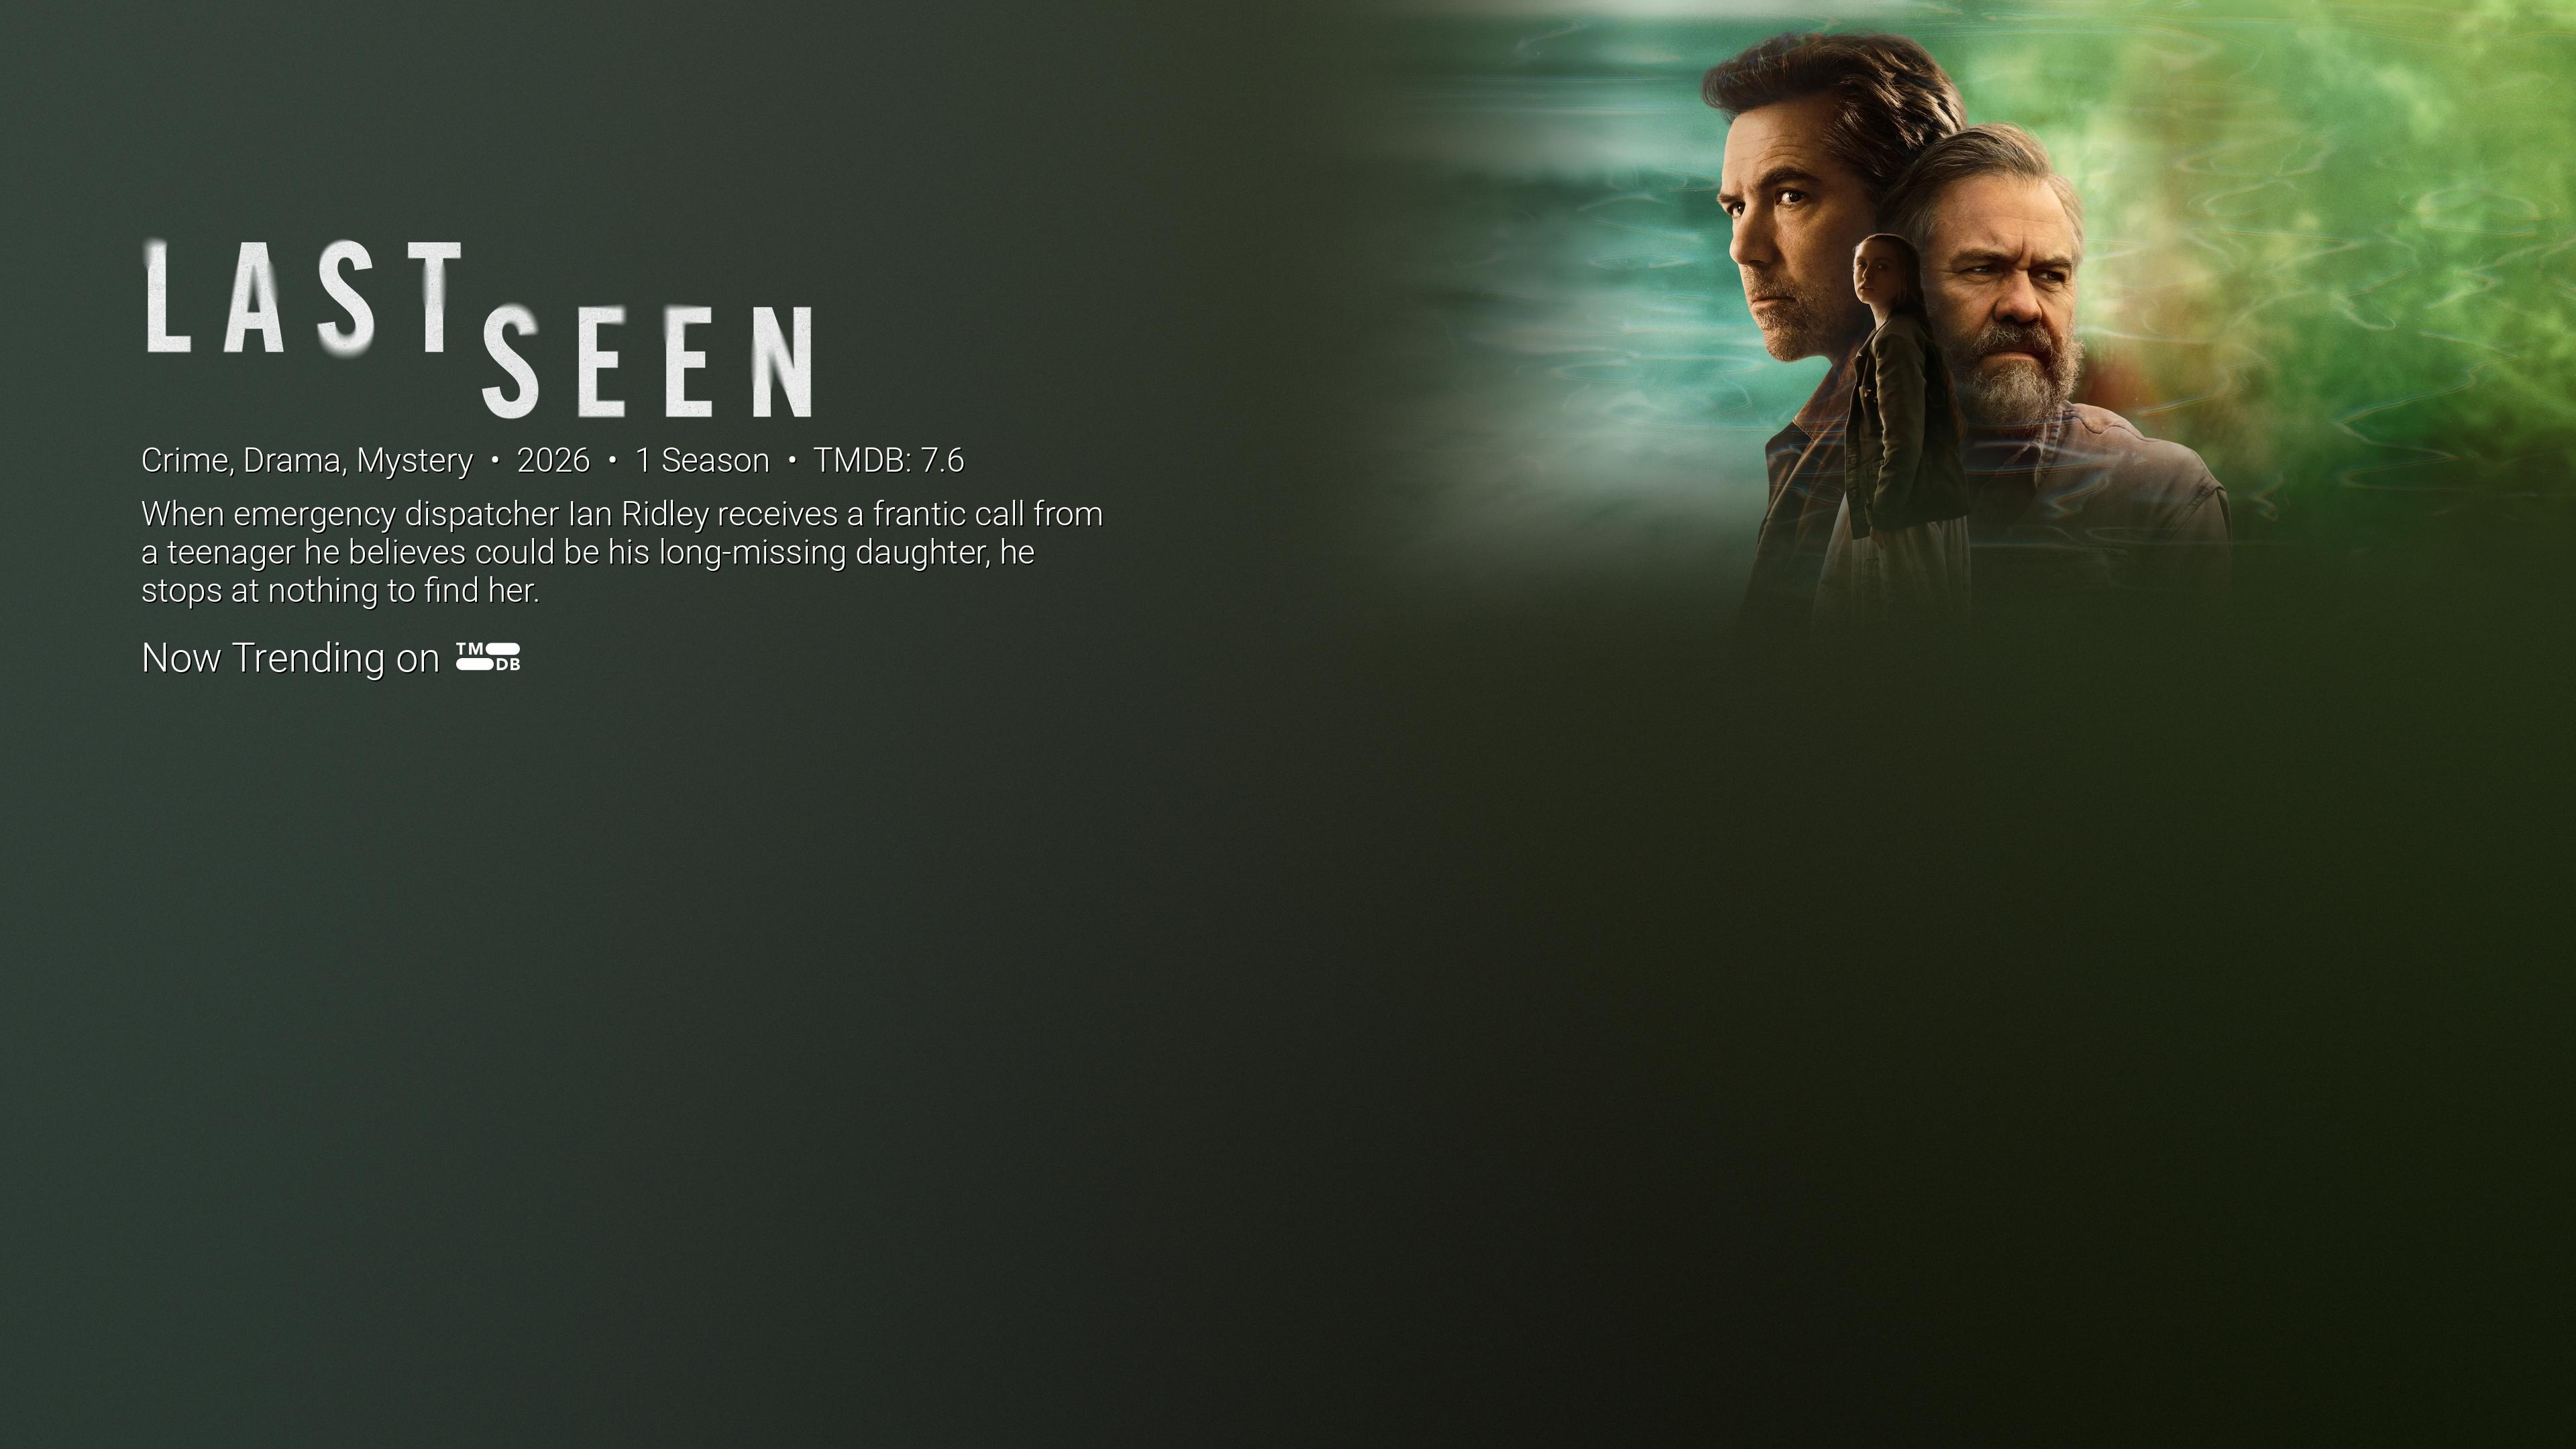 LAST
SEEN
Crime, Drama, Mystery • 2026 • 1 Season • TMDB: 7.6
When emergency dispatcher Ian Ridley receives a frantic call from
a teenager he believes could be his long-missing daughter, he
stops at nothing to find her.
Now Trending on TMDB